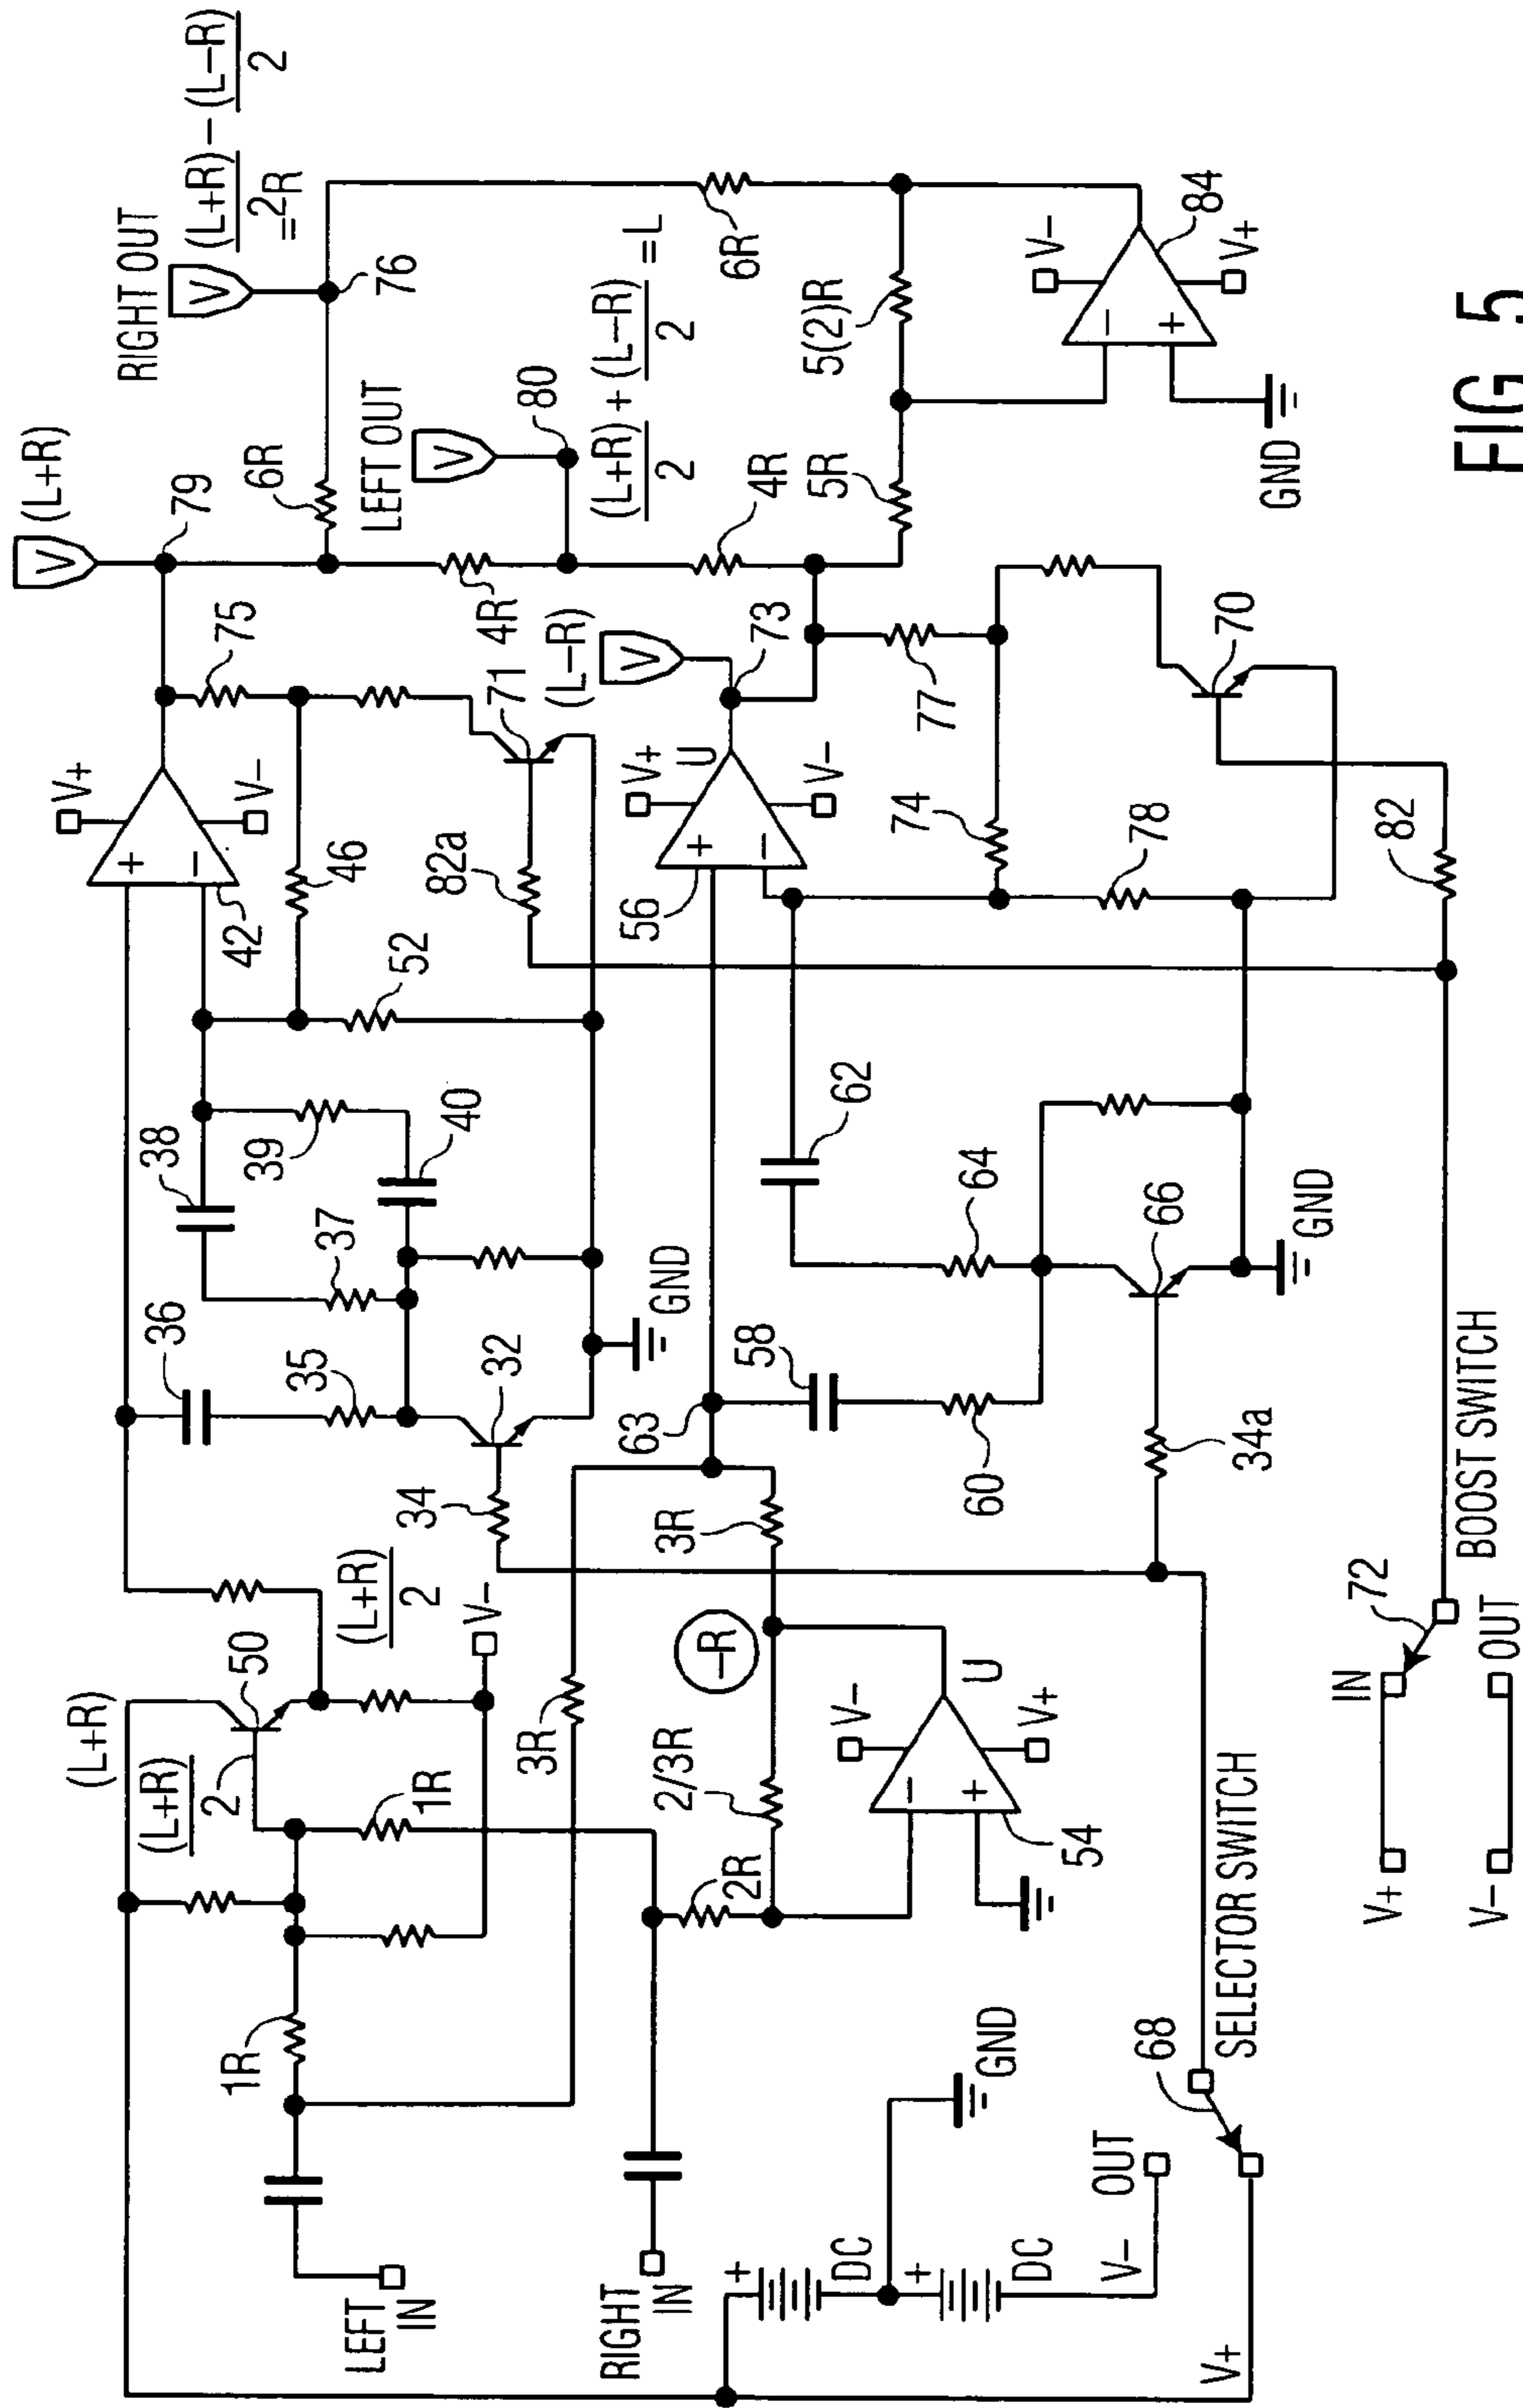 (L+R)
(L+R)
2
50
(L+R)
2
1R
1R
LEFT
IN
V-
3R
36
35
37
38
39
40
34
32
GND
42
+
-
V+
V-
46
52
75
71
82a
79
(L+R)
6R
RIGHT OUT
(L+R) - (L-R)
2 2
=R
76
4R
LEFT OUT
80
(L+R) + (L-R) =L
2 2
4R
6R
5R
5(2)R
V-
V+
-
+
84
GND
RIGHT
IN
2R
2/3R
-R
3R
-
+
V-
V+
U
54
63
58
60
62
64
66
34a
GND
56
+
-
V+
U
V-
(L-R)
73
77
74
78
70
82
+
DC
+
DC
GND
V-
OUT
V+
68
SELECTOR SWITCH
V+
V-
IN
OUT
72
BOOST SWITCH
V
V
V
V
FIG 5